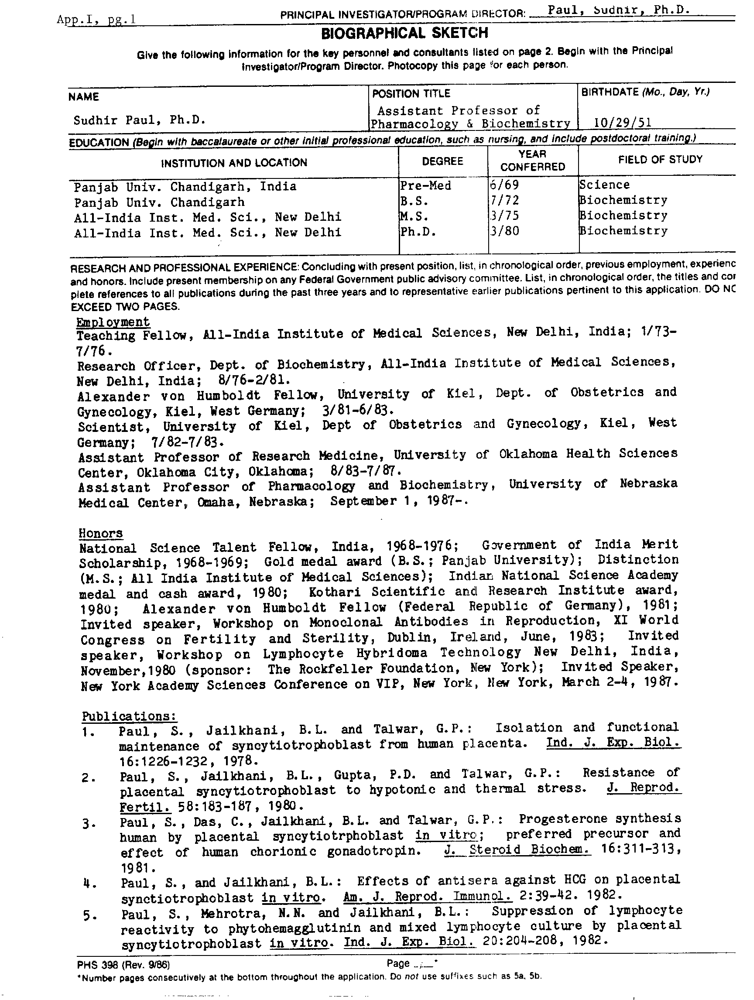 App.I, pg.1
PRINCIPAL INVESTIGATOR/PROGRAM DIRECTOR: Paul, Sudhir, Ph.D.
BIOGRAPHICAL SKETCH
Give the following information for the key personnel and consultants listed on page 2. Begin with the Principal
Investigator/Program Director. Photocopy this page for each person.
NAME
POSITION TITLE
BIRTHDATE (Mo., Day, Yr.)
Sudhir Paul, Ph.D.
Assistant Professor of
Pharmacology & Biochemistry
10/29/51
EDUCATION (Begin with baccalaureate or other initial professional education, such as nursing, and include postdoctoral training.)
INSTITUTION AND LOCATION
DEGREE
YEAR
CONFERRED
FIELD OF STUDY
Panjab Univ. Chandigarh, India Pre-Med 6/69 Science
Panjab Univ. Chandigarh B.S. 7/72 Biochemistry
All-India Inst. Med. Sci., New Delhi M.S. 3/75 Biochemistry
All-India Inst. Med. Sci., New Delhi Ph.D. 3/80 Biochemistry
RESEARCH AND PROFESSIONAL EXPERIENCE: Concluding with present position, list, in chronological order, previous employment, experienc
and honors. Include present membership on any Federal Government public advisory committee. List, in chronological order, the titles and com
plete references to all publications during the past three years and to representative earlier publications pertinent to this application. DO NO
EXCEED TWO PAGES.
Employment
Teaching Fellow, All-India Institute of Medical Sciences, New Delhi, India; 1/73-
7/76.
Research Officer, Dept. of Biochemistry, All-India Institute of Medical Sciences,
New Delhi, India; 8/76-2/81.
Alexander von Humboldt Fellow, University of Kiel, Dept. of Obstetrics and
Gynecology, Kiel, West Germany; 3/81-6/83.
Scientist, University of Kiel, Dept of Obstetrics and Gynecology, Kiel, West
Germany; 7/82-7/83.
Assistant Professor of Research Medicine, University of Oklahoma Health Sciences
Center, Oklahoma City, Oklahoma; 8/83-7/87.
Assistant Professor of Pharmacology and Biochemistry, University of Nebraska
Medical Center, Omaha, Nebraska; September 1, 1987-.
Honors
National Science Talent Fellow, India, 1968-1976; Government of India Merit
Scholarship, 1968-1969; Gold medal award (B.S.; Panjab University); Distinction
(M.S.; All India Institute of Medical Sciences); Indian National Science Academy
medal and cash award, 1980; Kothari Scientific and Research Institute award,
1980; Alexander von Humboldt Fellow (Federal Republic of Germany), 1981;
Invited speaker, Workshop on Monoclonal Antibodies in Reproduction, XI World
Congress on Fertility and Sterility, Dublin, Ireland, June, 1983; Invited
speaker, Workshop on Lymphocyte Hybridoma Technology New Delhi, India,
November,1980 (sponsor: The Rockfeller Foundation, New York); Invited Speaker,
New York Academy Sciences Conference on VIP, New York, New York, March 2-4, 1987.
Publications:
1. Paul, S., Jailkhani, B.L. and Talwar, G.P.: Isolation and functional
maintenance of syncytiotrophoblast from human placenta. Ind. J. Exp. Biol.
16:1226-1232, 1978.
2. Paul, S., Jailkhani, B.L., Gupta, P.D. and Talwar, G.P.: Resistance of
placental syncytiotrophoblast to hypotonic and thermal stress. J. Reprod.
Fertil. 58:183-187, 1980.
3. Paul, S., Das, C., Jailkhani, B.L. and Talwar, G.P.: Progesterone synthesis
human by placental syncytiotrphoblast in vitro; preferred precursor and
effect of human chorionic gonadotropin. J. Steroid Biochem. 16:311-313,
1981.
4. Paul, S., and Jailkhani, B.L.: Effects of antisera against HCG on placental
synctiotrophoblast in vitro. Am. J. Reprod. Immunol. 2:39-42. 1982.
5. Paul, S., Mehrotra, N.N. and Jailkhani, B.L.: Suppression of lymphocyte
reactivity to phytohemagglutinin and mixed lymphocyte culture by placental
syncytiotrophoblast in vitro. Ind. J. Exp. Biol. 20:204-208, 1982.
PHS 398 (Rev. 9/86)
Page
*Number pages consecutively at the bottom throughout the application. Do not use suffixes such as 5a, 5b.